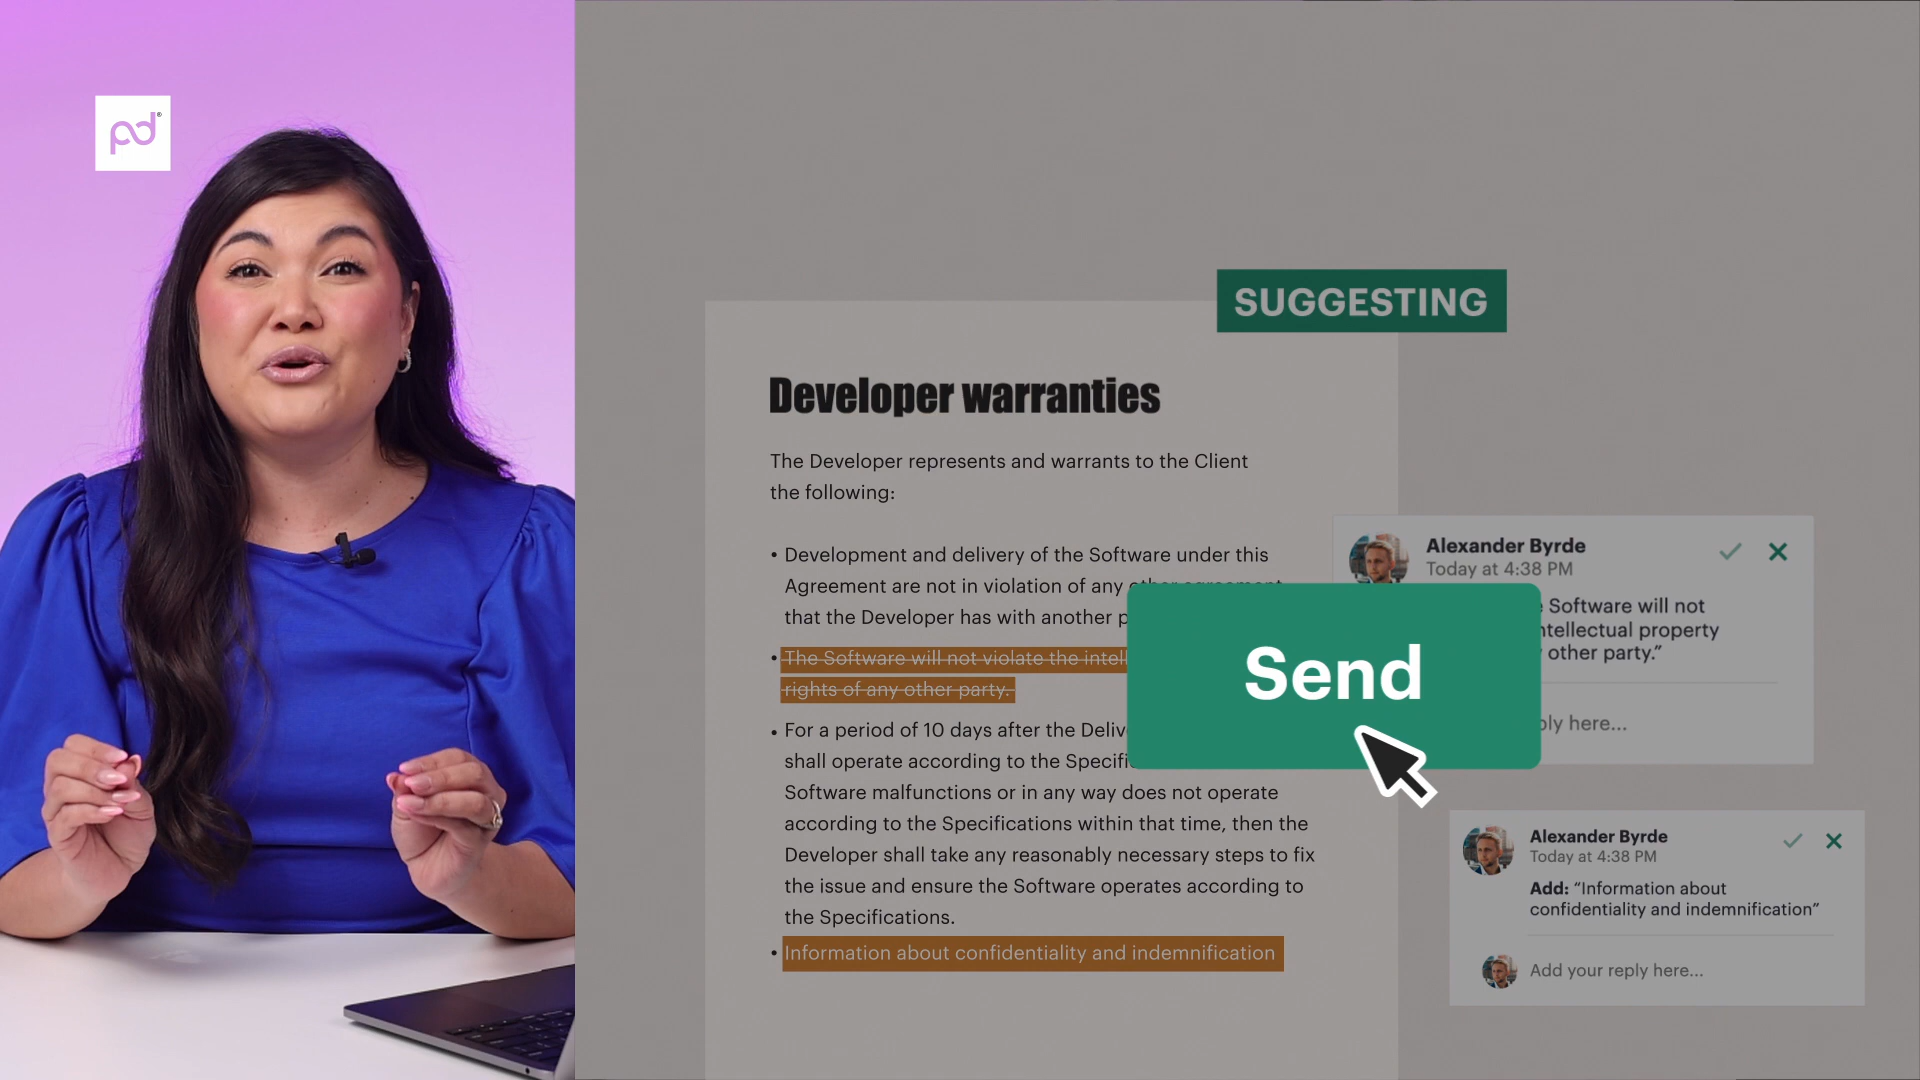 pd®
SUGGESTING
Developer warranties
The Developer represents and warrants to the Client
the following:
• Development and delivery of the Software under this
Agreement are not in violation of any other agreement
that the Developer has with another
• The Software will not violate the
rights of any other party.
• For a period of 10 days after the
shall operate according to the
Software malfunctions or in any way does not operate
according to the Specifications within that time, then the
Developer shall take any reasonably necessary steps to fix
the issue and ensure the Software operates according to
the Specifications.
• Information about confidentiality and indemnification
Alexander Byrde
Today at 4:38 PM
Software will not
intellectual property
other party.”
here...
Send
Alexander Byrde
Today at 4:38 PM
Add: “Information about
confidentiality and indemnification”
Add your reply here...